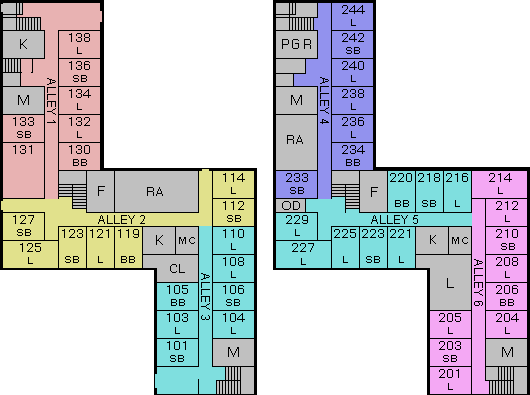 138
L
K
136
SB
134
L
M
ALLEY 1
133
SB
132
L
131
130
BB
F
RA
114
L
112
SB
127
SB
ALLEY 2
125
L
123
SB
121
L
119
BB
K
MC
110
L
CL
108
L
105
BB
ALLEY 3
106
SB
103
L
104
L
101
SB
M
244
L
PGR
242
SB
240
L
M
ALLEY 4
238
L
RA
236
L
234
BB
233
SB
F
220
BB
218
SB
216
L
214
L
OD
212
L
229
L
ALLEY 5
227
L
225
L
223
SB
221
L
K
MC
210
SB
L
208
L
ALLEY 6
206
BB
205
L
204
L
203
SB
M
201
L